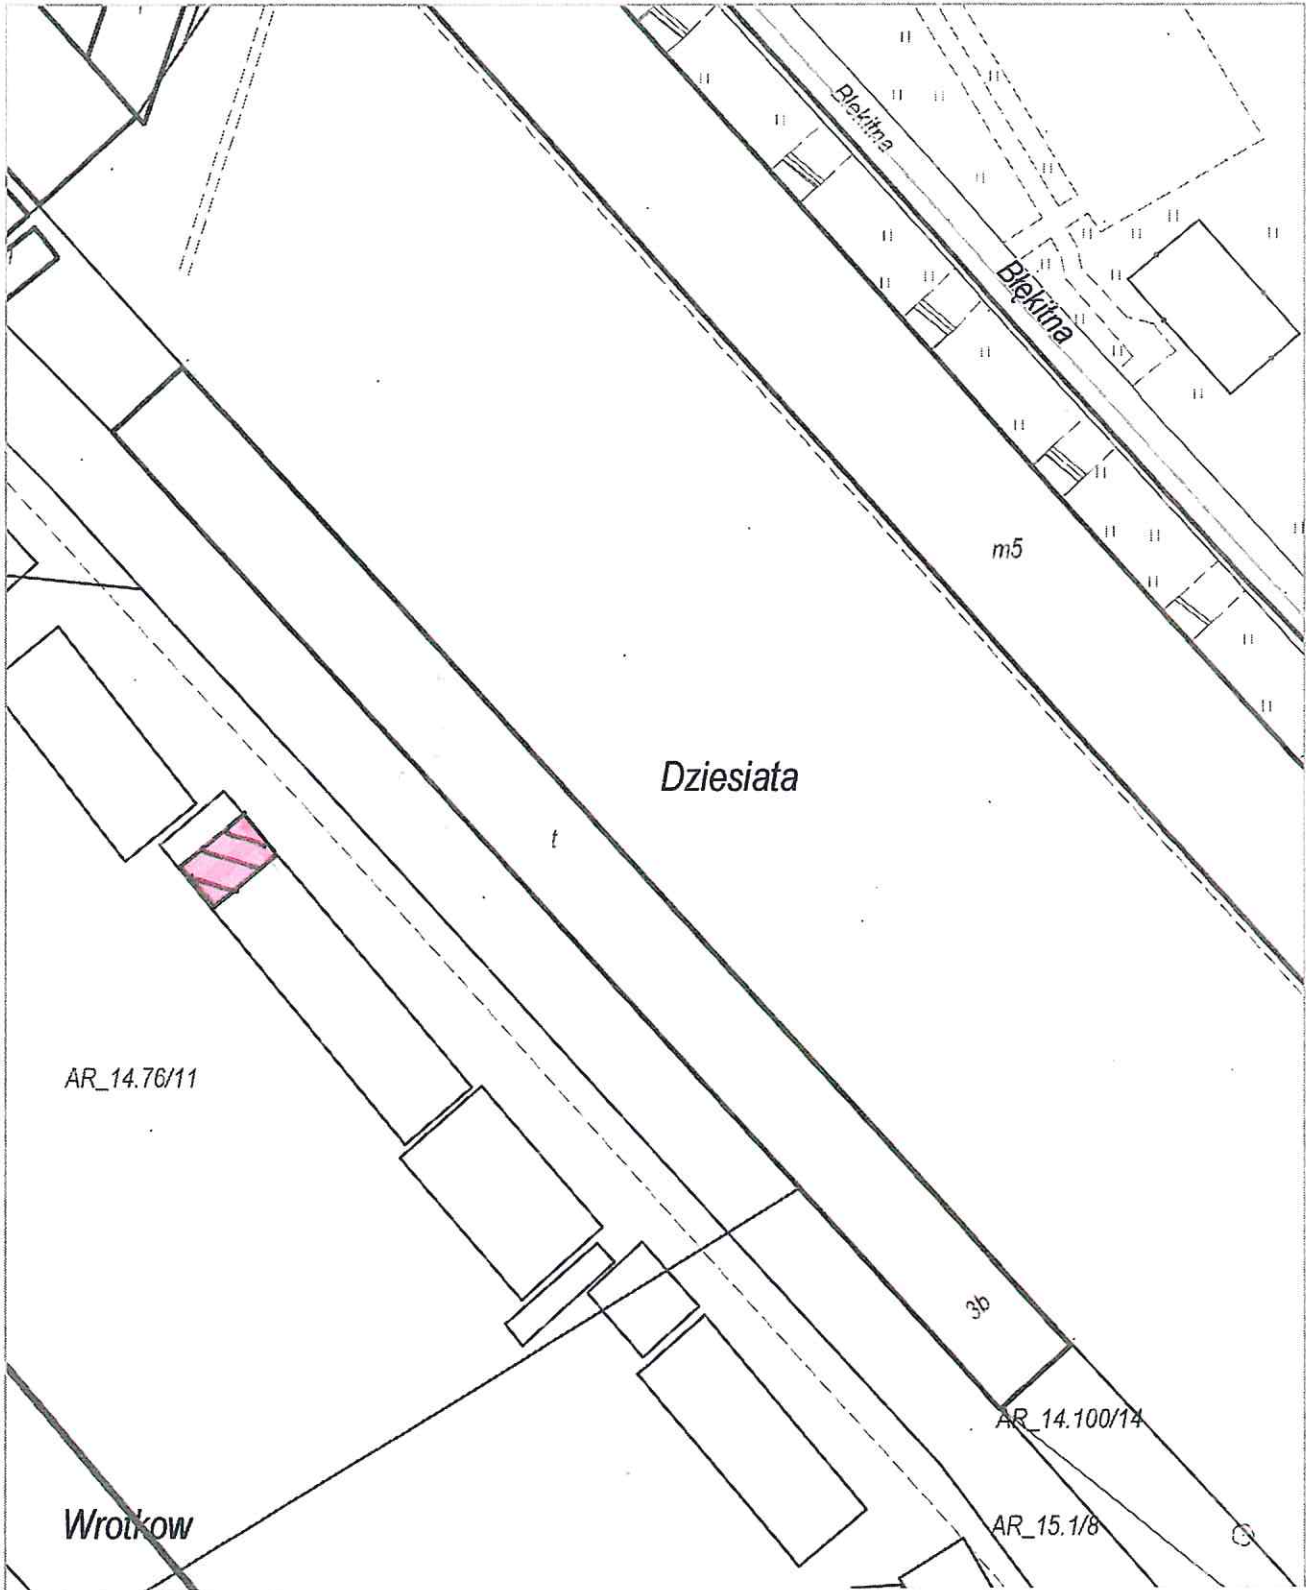 Błękitna
Błękitna
m5
Dziesiata
t
AR_14.76/11
3b
AR_14.100/14
Wrotkow
AR_15.1/8